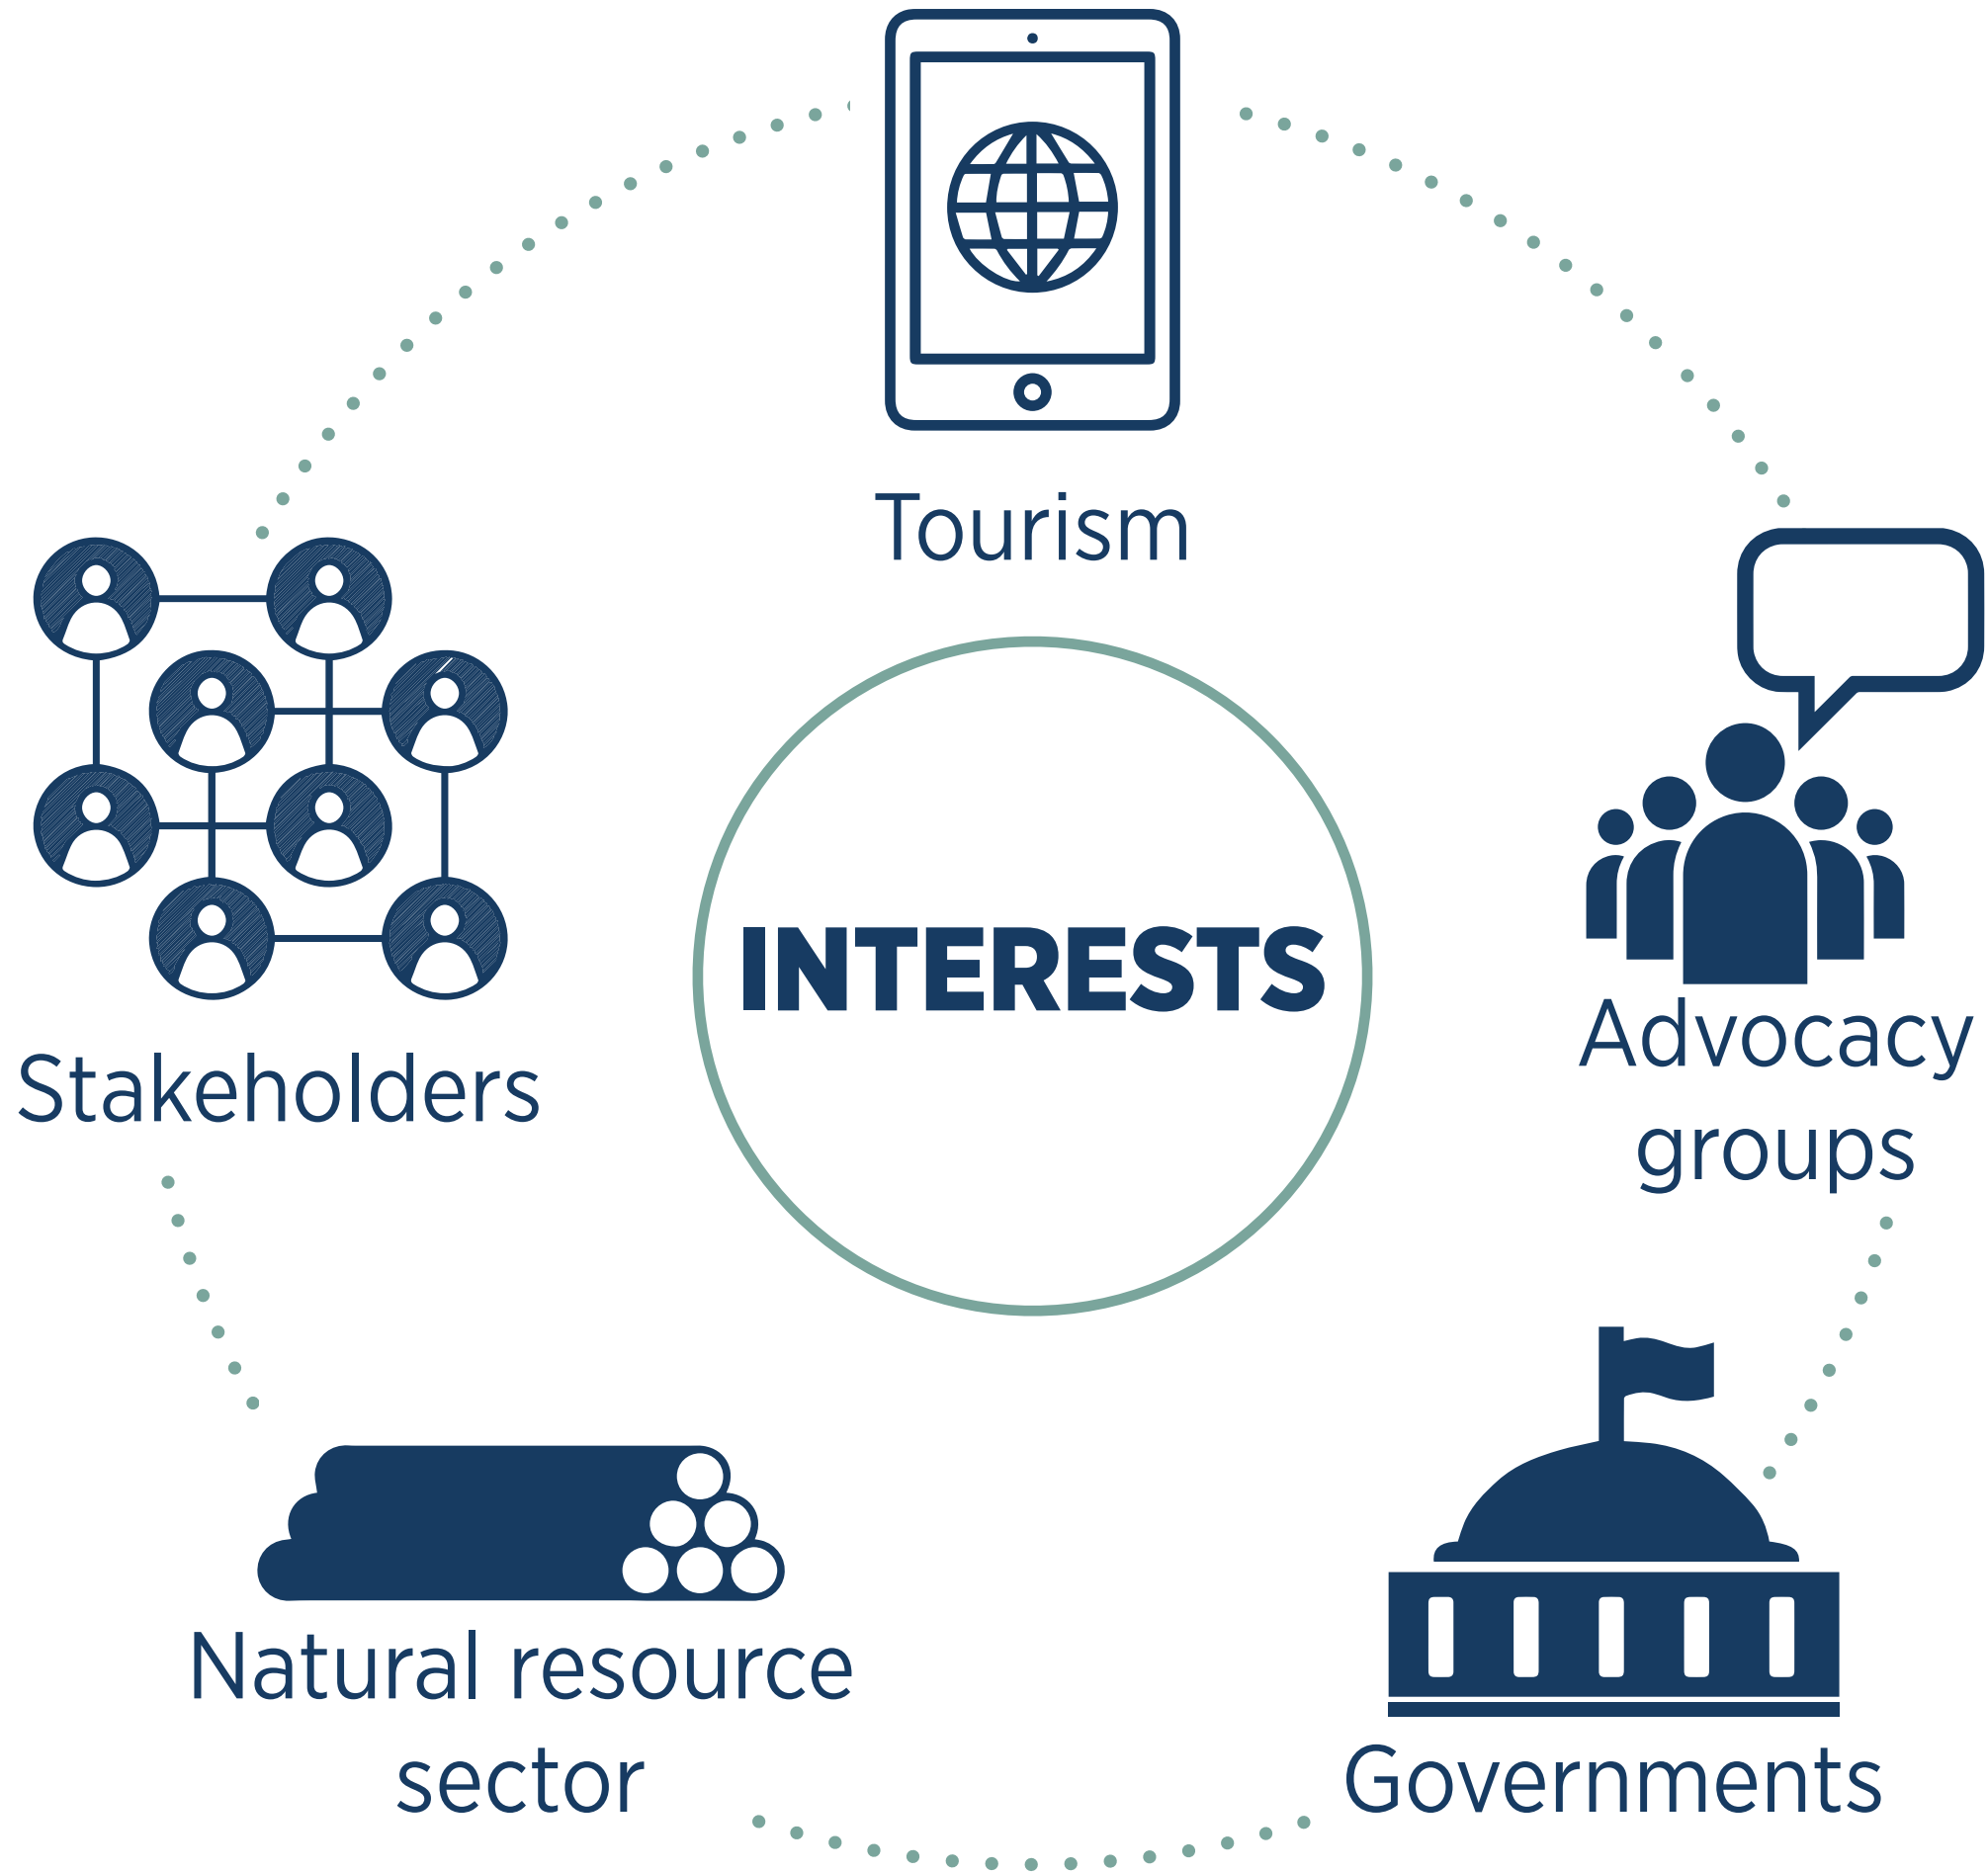 Tourism
Stakeholders
INTERESTS
Advocacy
groups
Natural resource
sector
Governments